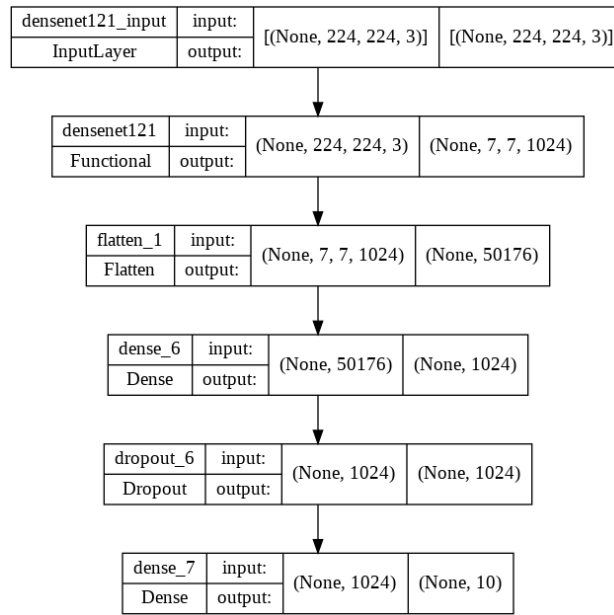 densenet121_input input: [(None, 224, 224, 3)] [(None, 224, 224, 3)]
InputLayer output:
densenet121 input: (None, 224, 224, 3) (None, 7, 7, 1024)
Functional output:
flatten_1 input: (None, 7, 7, 1024) (None, 50176)
Flatten output:
dense_6 input: (None, 50176) (None, 1024)
Dense output:
dropout_6 input: (None, 1024) (None, 1024)
Dropout output:
dense_7 input: (None, 1024) (None, 10)
Dense output: